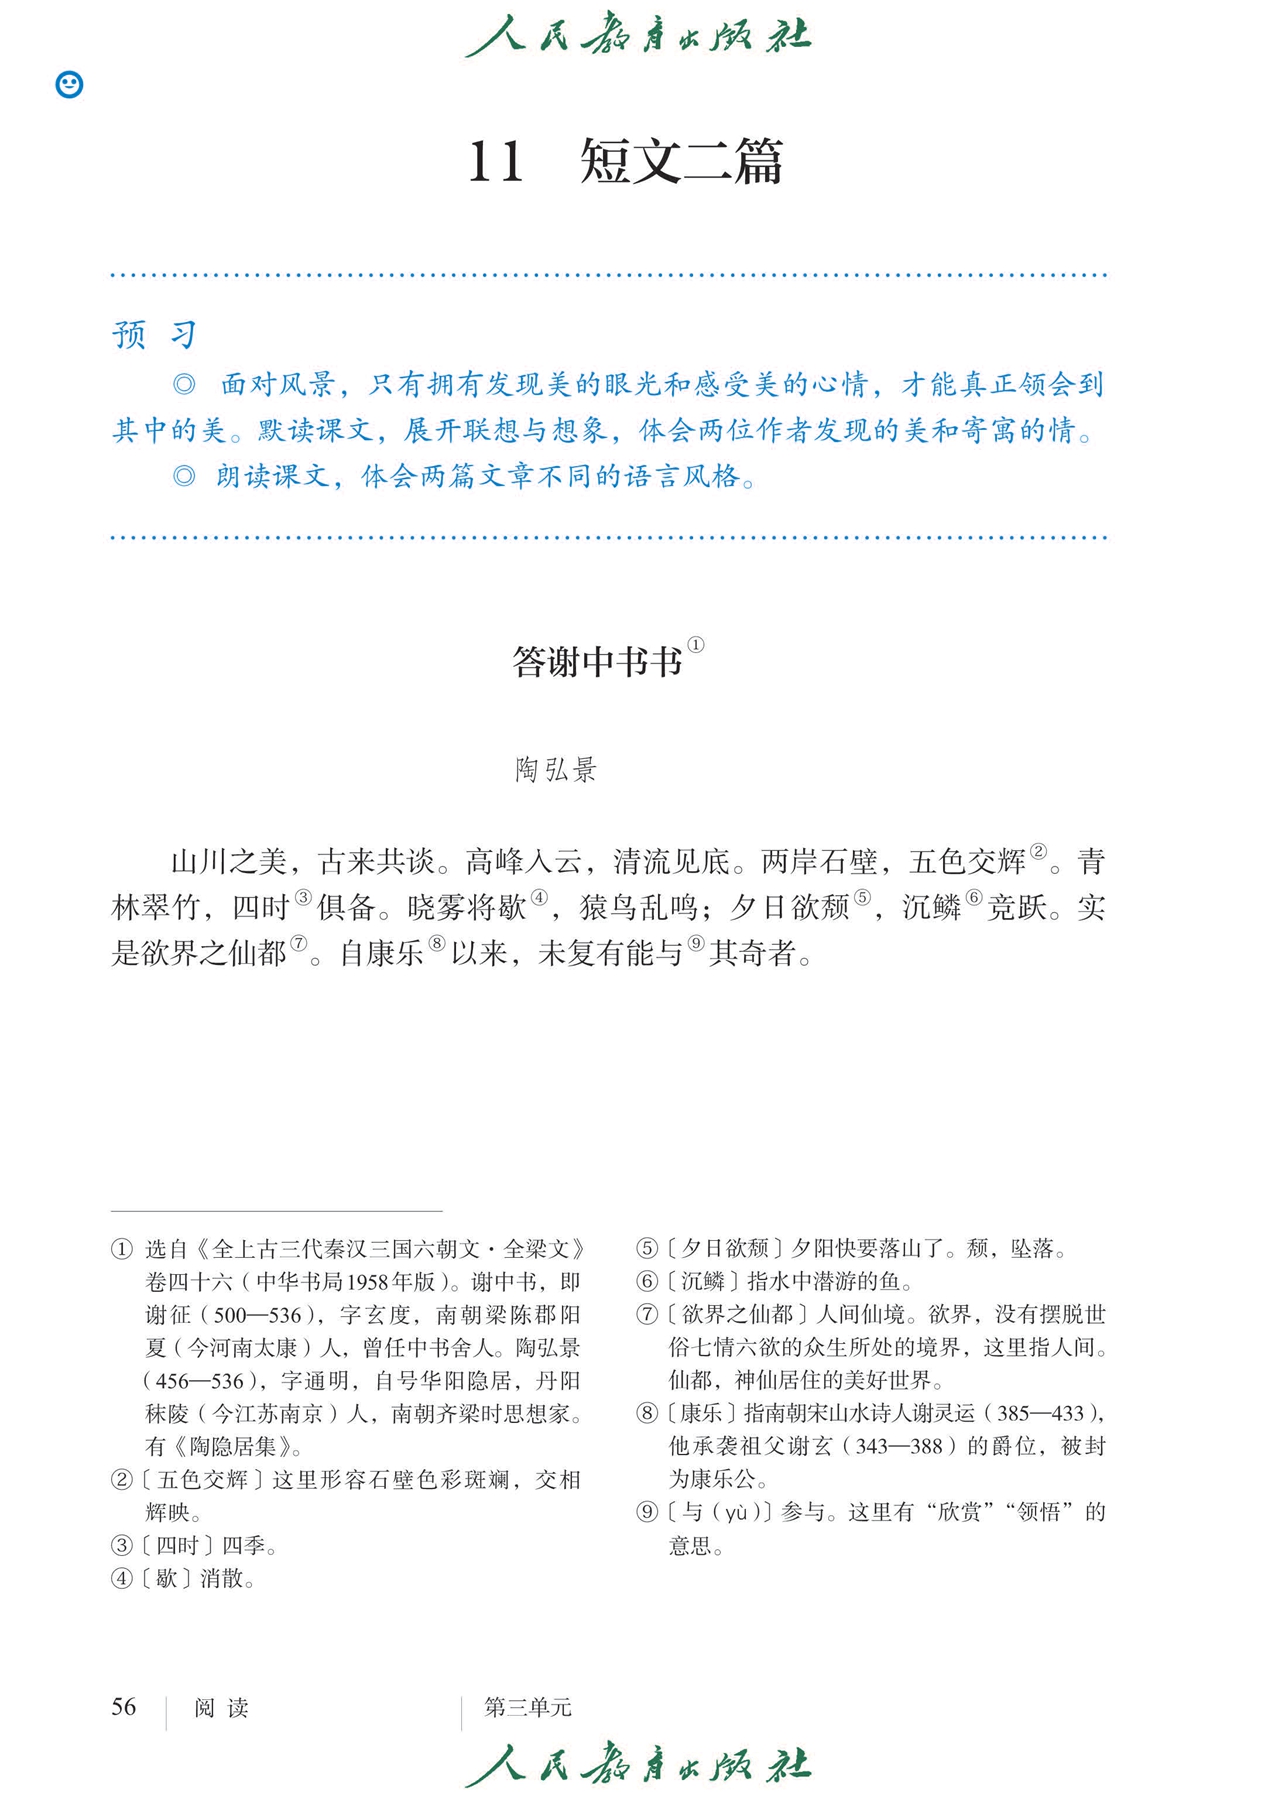 人民教育出版社
11 短文二篇
预 习
◎ 面对风景，只有拥有发现美的眼光和感受美的心情，才能真正领会到
其中的美。默读课文，展开联想与想象，体会两位作者发现的美和寄寓的情。
◎ 朗读课文，体会两篇文章不同的语言风格。
答谢中书书①
陶弘景
山川之美，古来共谈。高峰入云，清流见底。两岸石壁，五色交辉②。青
林翠竹，四时③俱备。晓雾将歇④，猿鸟乱鸣；夕日欲颓⑤，沉鳞⑥竞跃。实
是欲界之仙都⑦。自康乐⑧以来，未复有能与⑨其奇者。
① 选自《全上古三代秦汉三国六朝文·全梁文》
卷四十六（中华书局1958年版）。谢中书，即
谢征（500—536），字玄度，南朝梁陈郡阳
夏（今河南太康）人，曾任中书舍人。陶弘景
（456—536），字通明，自号华阳隐居，丹阳
秣陵（今江苏南京）人，南朝齐梁时思想家。
有《陶隐居集》。
②〔五色交辉〕这里形容石壁色彩斑斓，交相
辉映。
③〔四时〕四季。
④〔歇〕消散。
⑤〔夕日欲颓〕夕阳快要落山了。颓，坠落。
⑥〔沉鳞〕指水中潜游的鱼。
⑦〔欲界之仙都〕人间仙境。欲界，没有摆脱世
俗七情六欲的众生所处的境界，这里指人间。
仙都，神仙居住的美好世界。
⑧〔康乐〕指南朝宋山水诗人谢灵运（385—433），
他承袭祖父谢玄（343—388）的爵位，被封
为康乐公。
⑨〔与（yù）〕参与。这里有“欣赏”“领悟”的
意思。
56 阅 读 第三单元
人民教育出版社